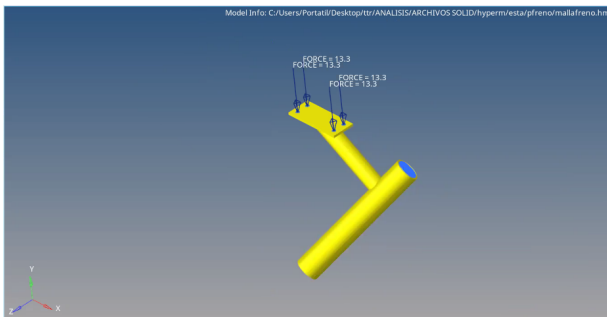 Model Info: C:/Users/Portatil/Desktop/ttr/ANALISIS/ARCHIVOS SOLID/hyperm/esta/pfreno/mallafreno.hm
FORCE = 13.3
FORCE = 13.3
FORCE = 13.3
FORCE = 13.3
Y
Z
X